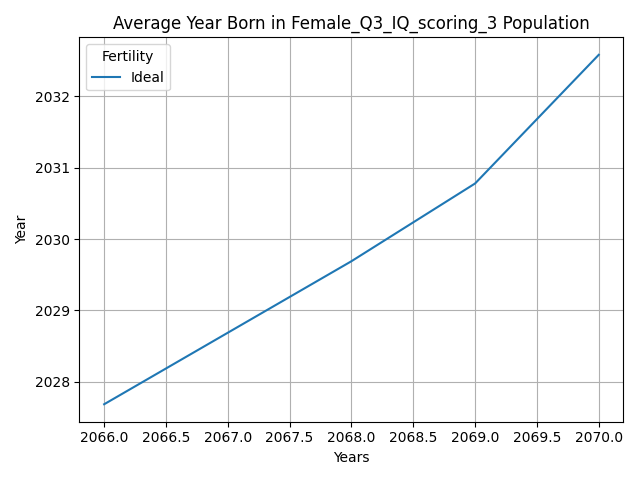 Average Year Born in Female_Q3_IQ_scoring_3 Population
Fertility
Ideal
Year
2032
2031
2030
2029
2028
2066.0 2066.5 2067.0 2067.5 2068.0 2068.5 2069.0 2069.5 2070.0
Years